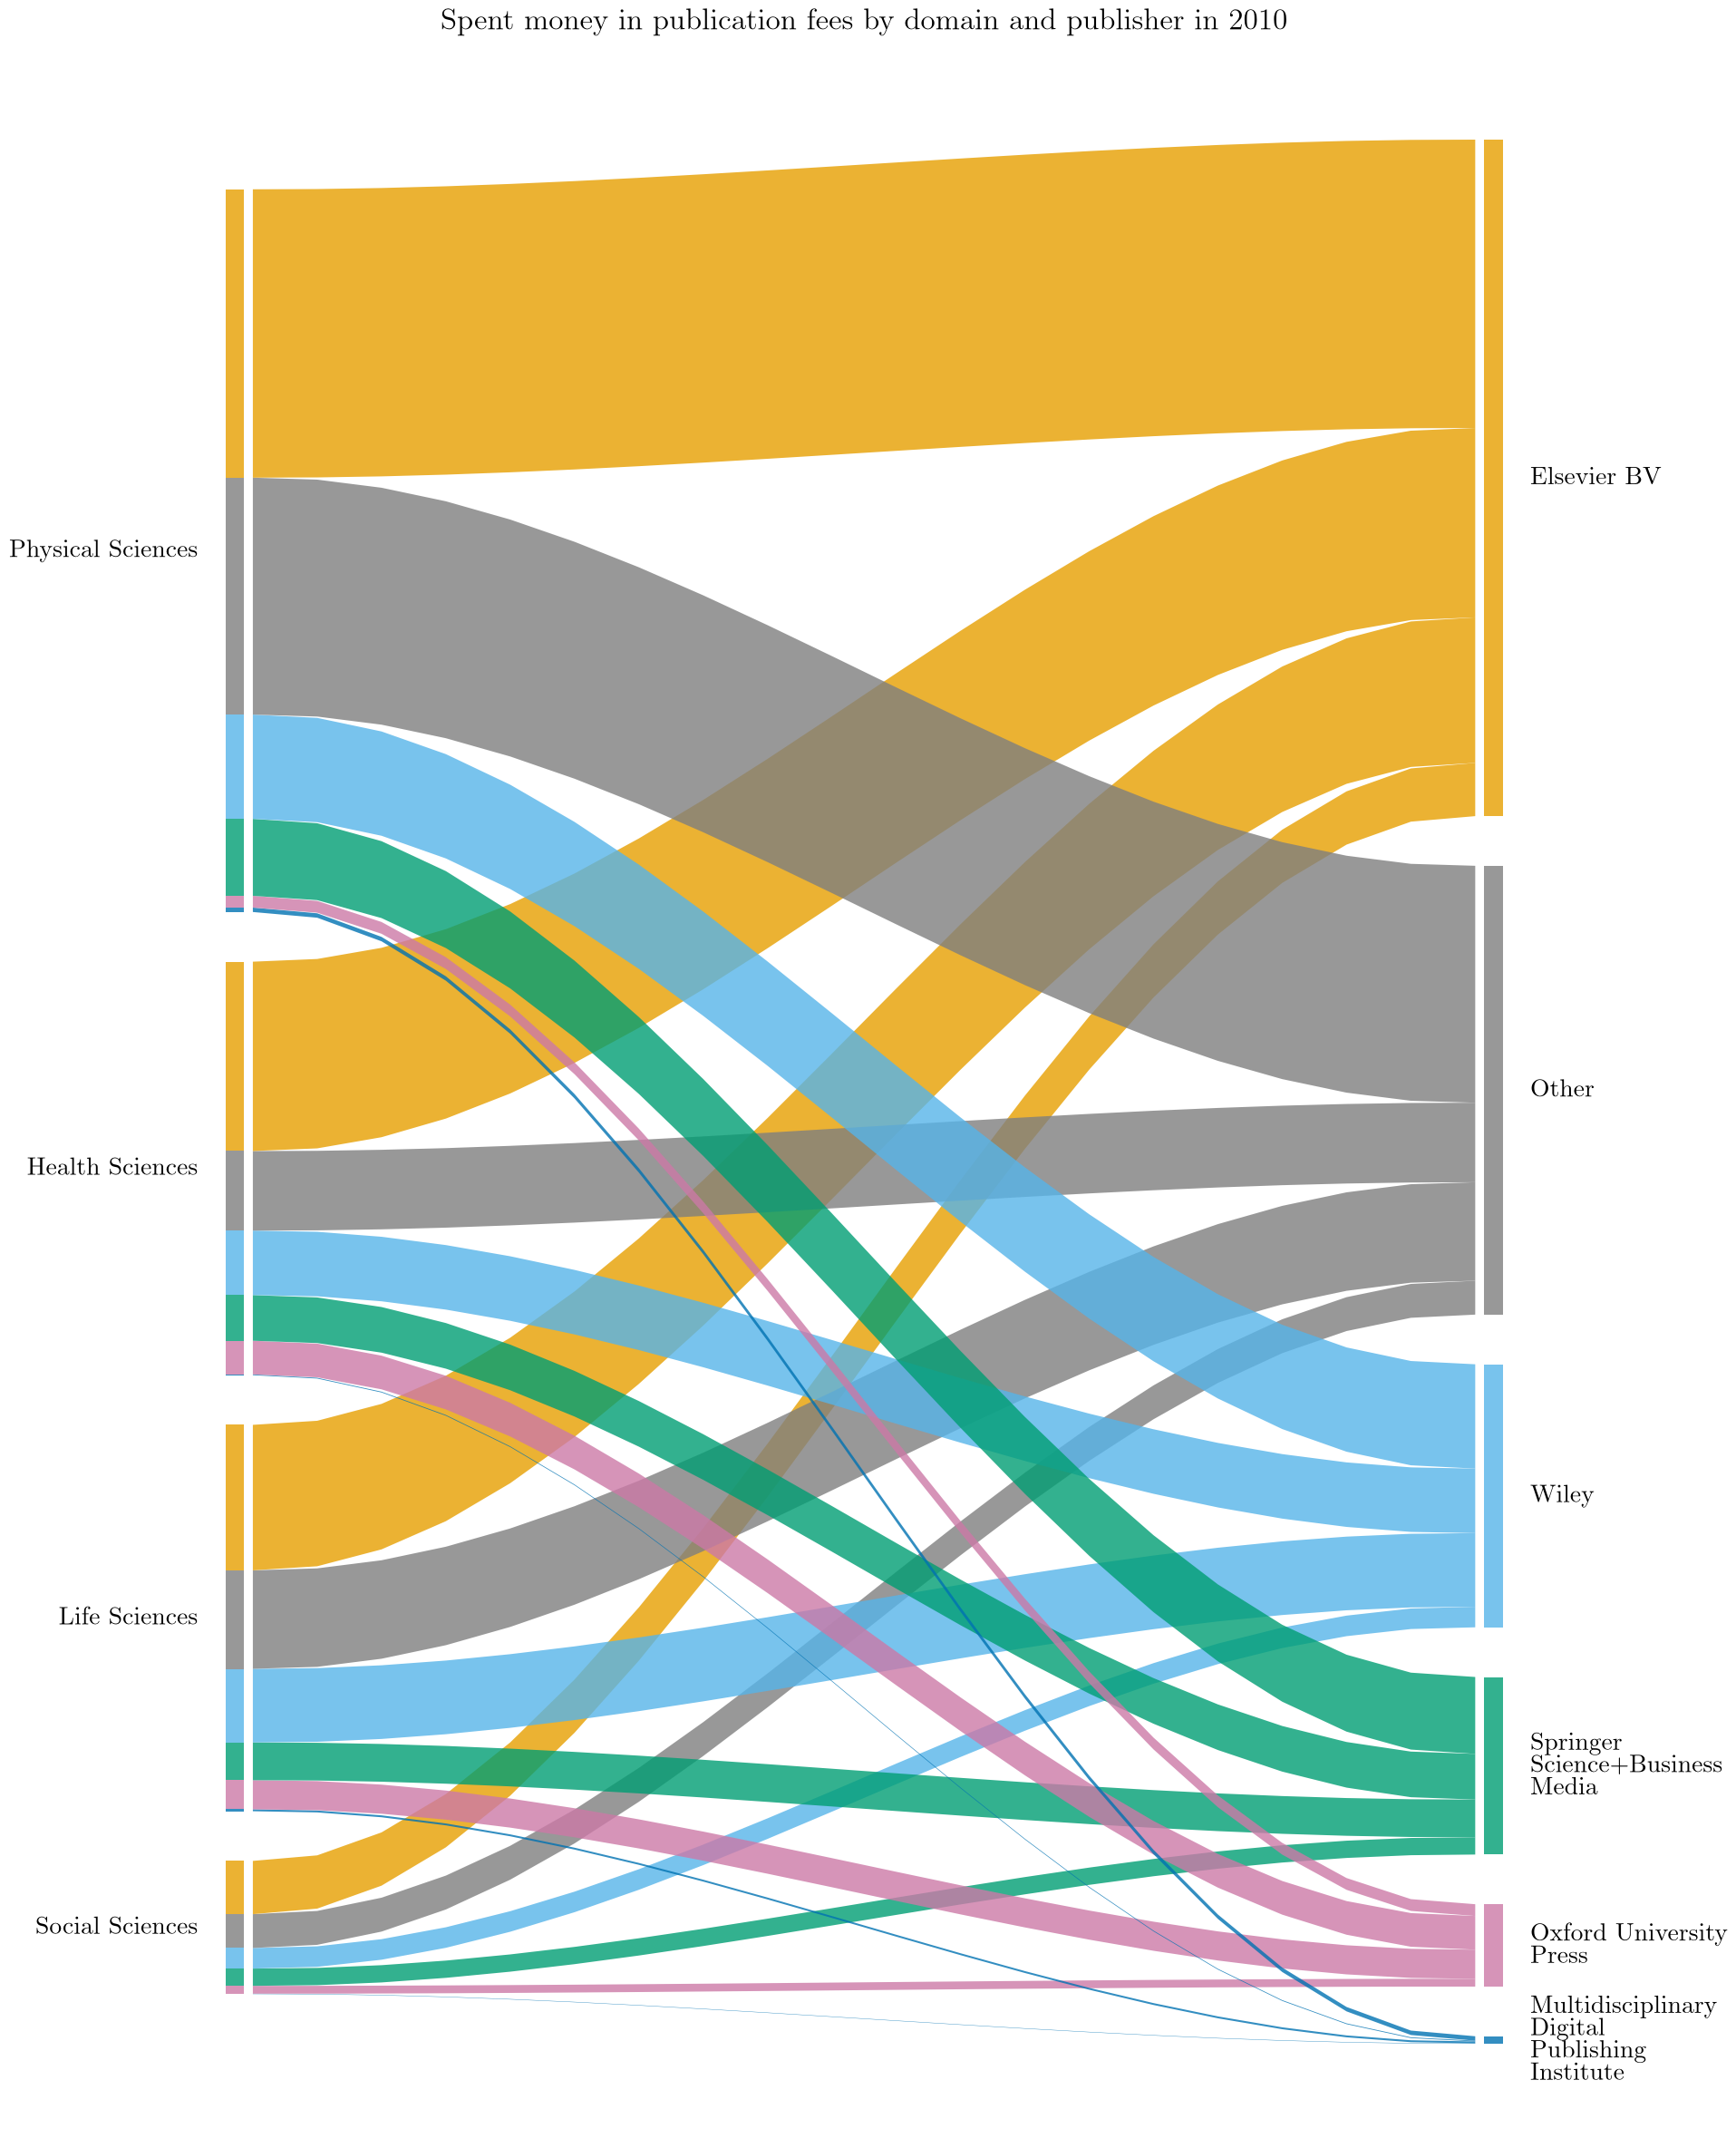 Spent money in publication fees by domain and publisher in 2010
Physical Sciences
Health Sciences
Life Sciences
Social Sciences
Elsevier BV
Other
Wiley
Springer
Science+Business
Media
Oxford University
Press
Multidisciplinary
Digital
Publishing
Institute